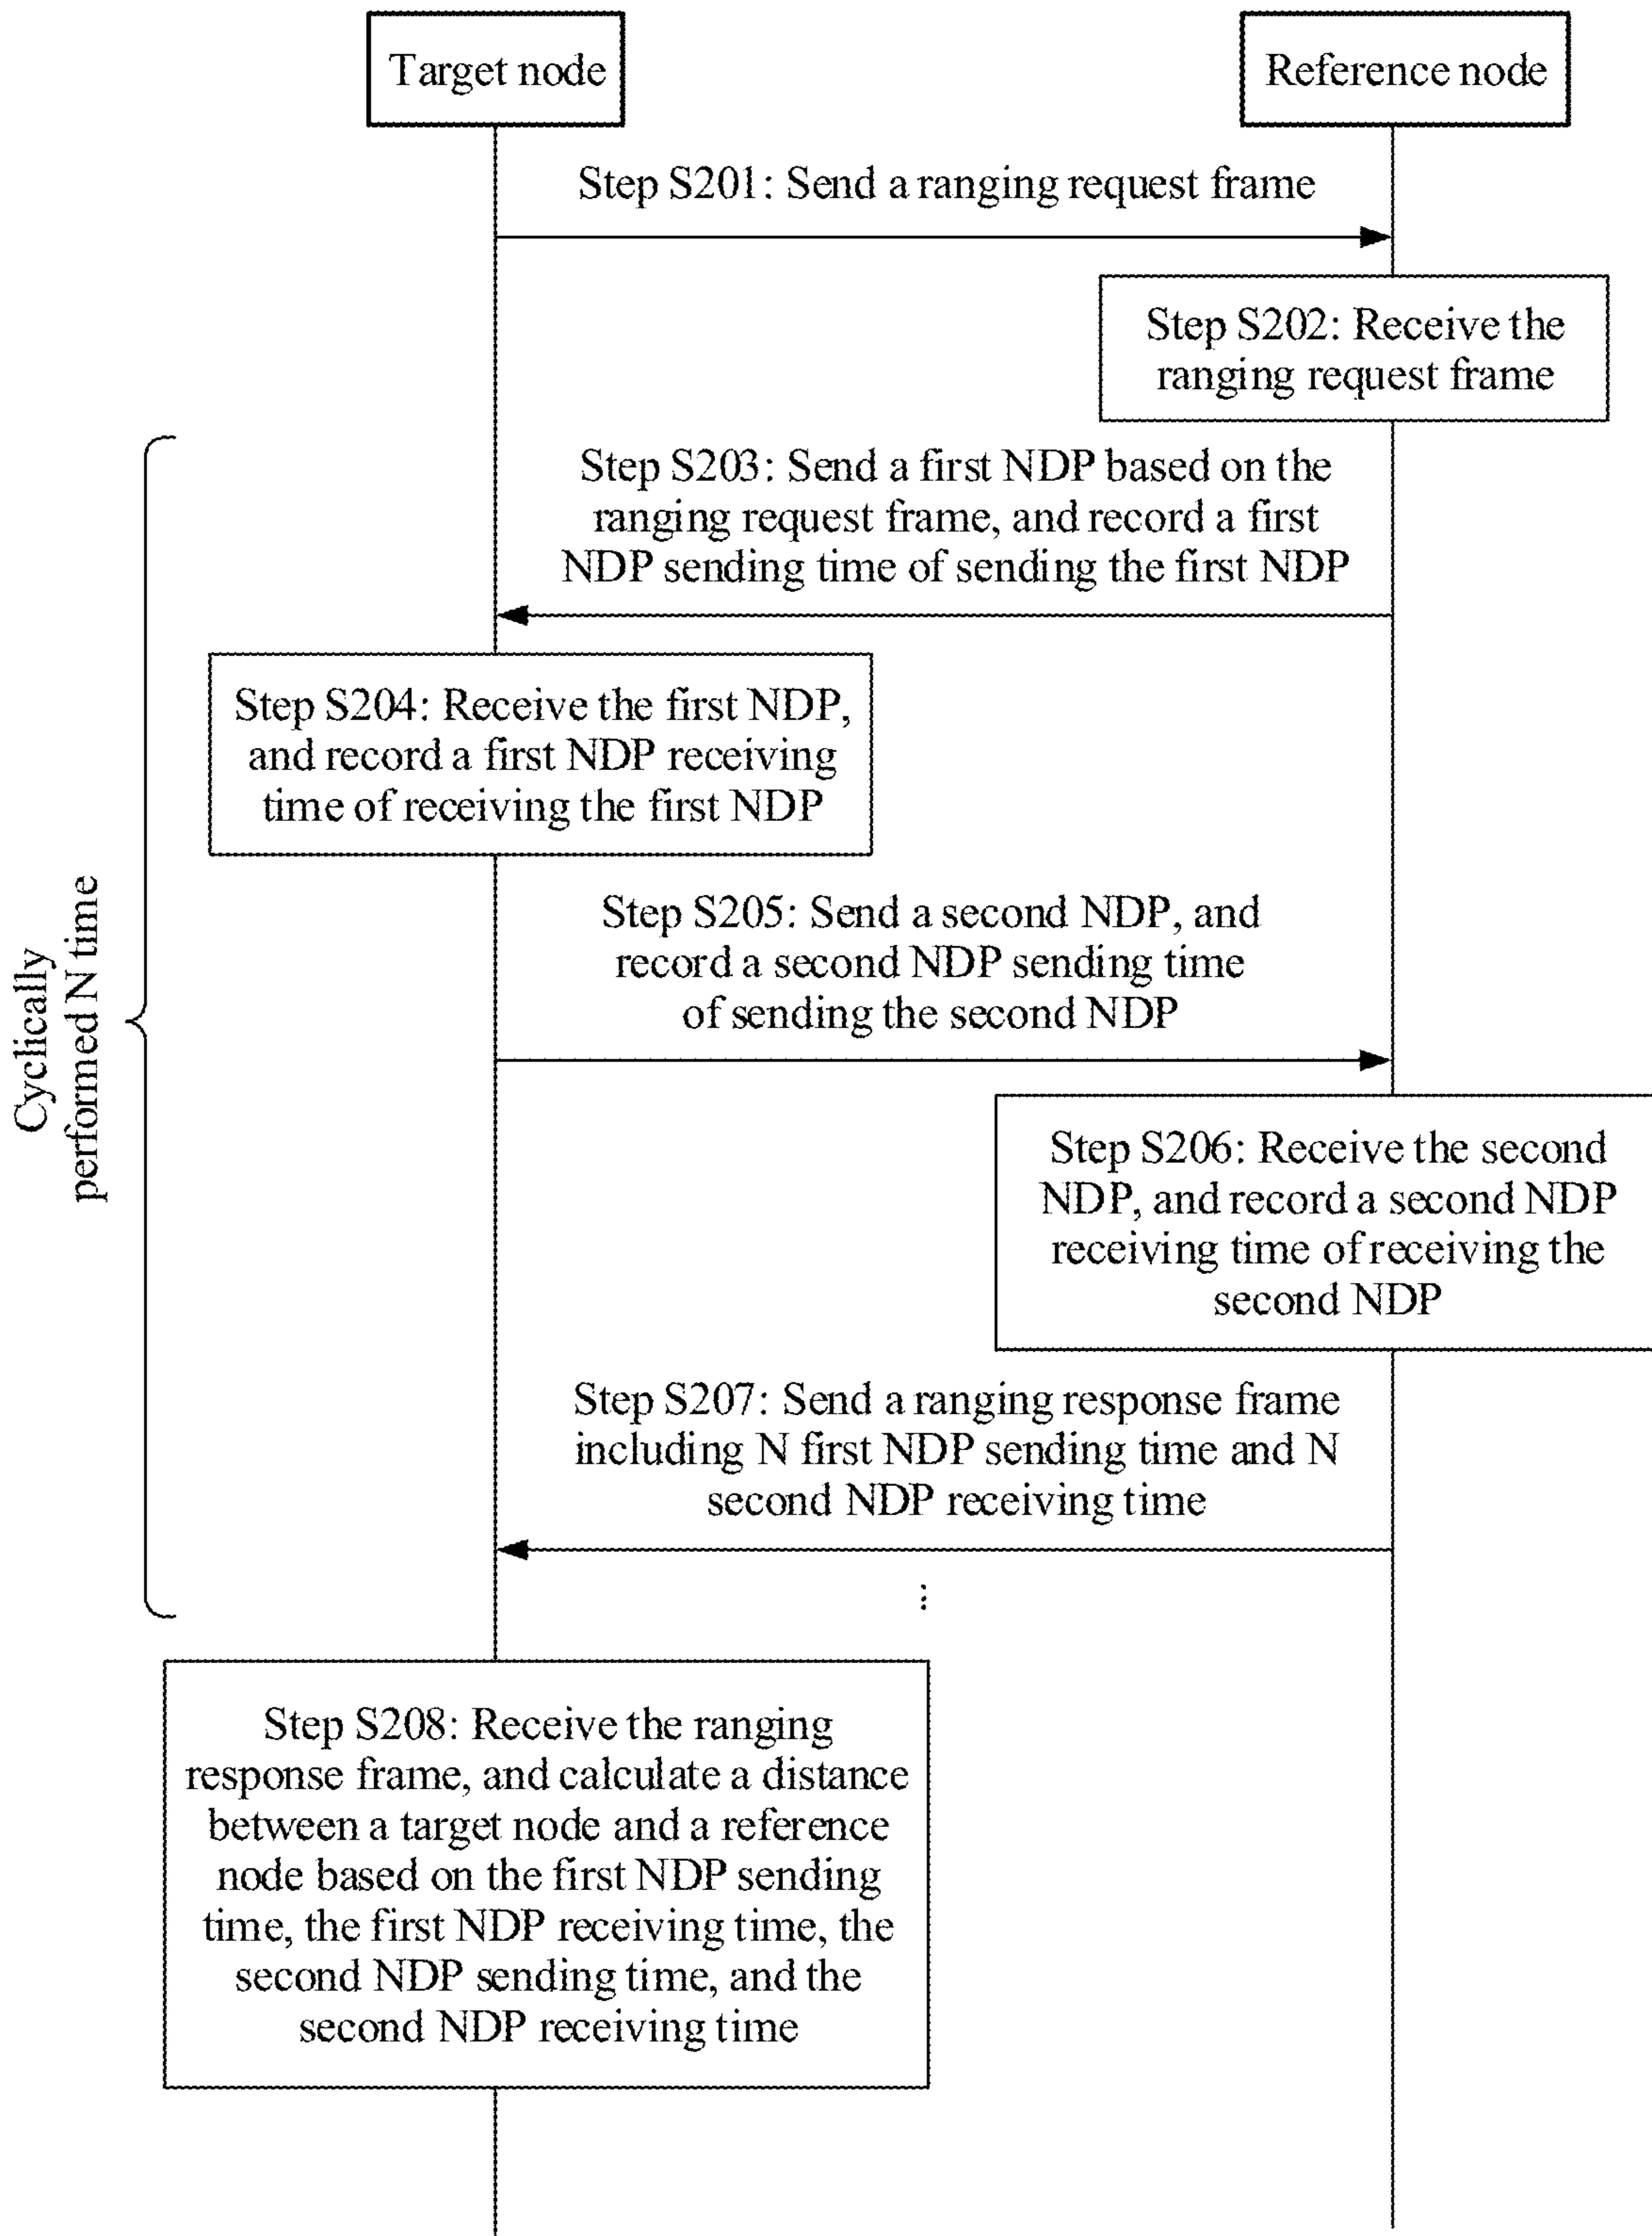 Target node
Reference node
Step S201: Send a ranging request frame
Step S202: Receive the
ranging request frame
Step S203: Send a first NDP based on the
ranging request frame, and record a first
NDP sending time of sending the first NDP
Step S204: Receive the first NDP,
and record a first NDP receiving
time of receiving the first NDP
Cyclically
performed N time
Step S205: Send a second NDP, and
record a second NDP sending time
of sending the second NDP
Step S206: Receive the second
NDP, and record a second NDP
receiving time of receiving the
second NDP
Step S207: Send a ranging response frame
including N first NDP sending time and N
second NDP receiving time
⋮
Step S208: Receive the ranging
response frame, and calculate a distance
between a target node and a reference
node based on the first NDP sending
time, the first NDP receiving time, the
second NDP sending time, and the
second NDP receiving time